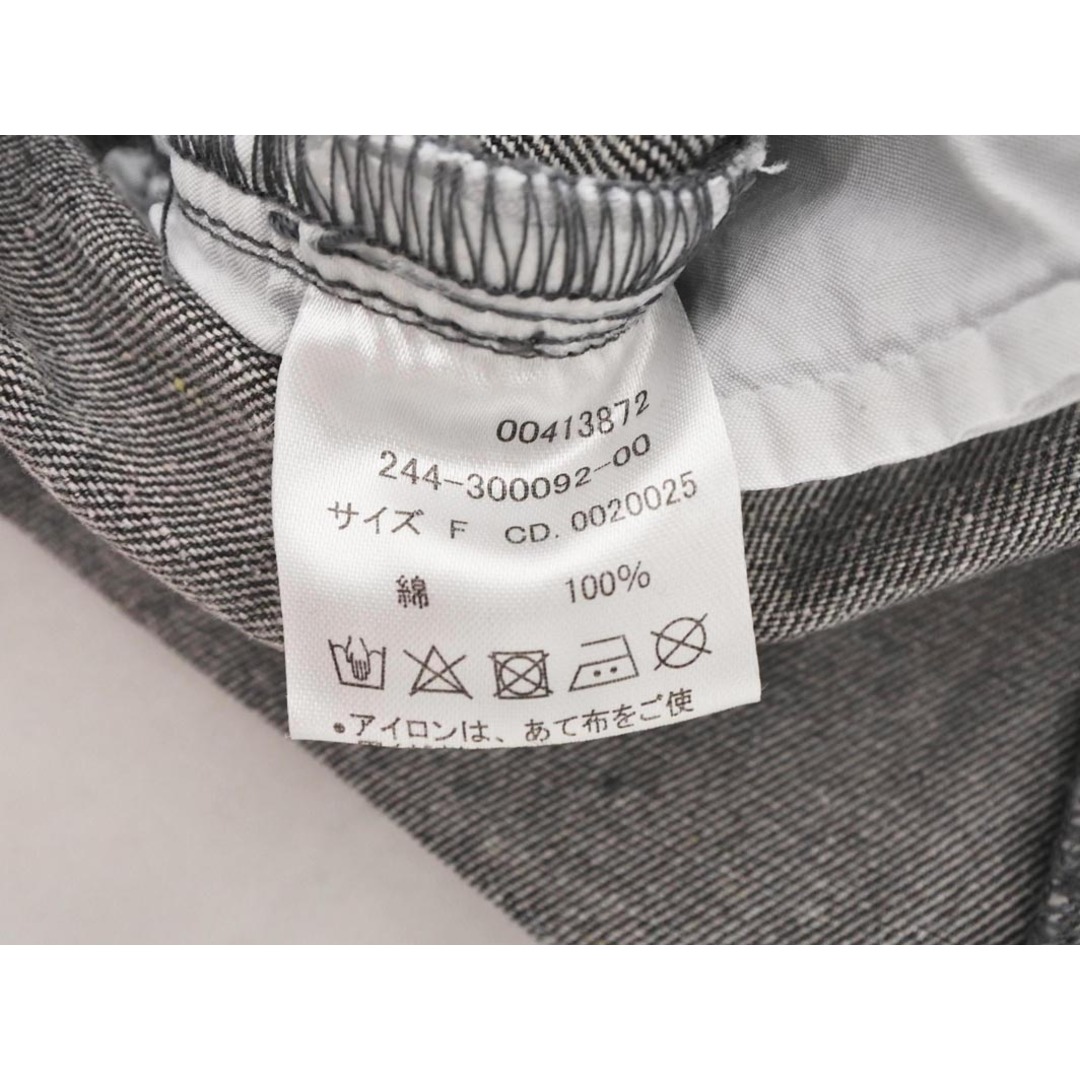 00413872
244-300092-00
サイズ F CD. 0020025
綿 100%
•アイロンは、あて布をご使